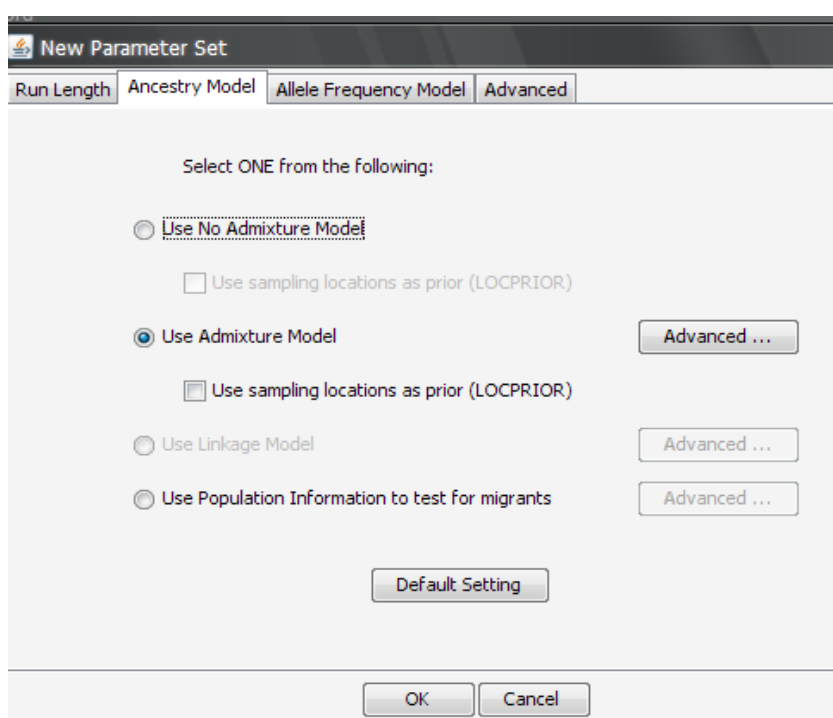 New Parameter Set
Run Length Ancestry Model Allele Frequency Model Advanced
Select ONE from the following:
Use No Admixture Model
Use sampling locations as prior (LOCPRIOR)
Use Admixture Model Advanced ...
Use sampling locations as prior (LOCPRIOR)
Use Linkage Model Advanced ...
Use Population Information to test for migrants Advanced ...
Default Setting
OK Cancel